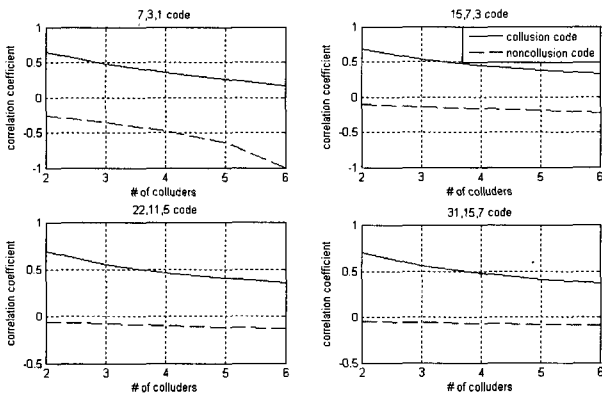 7,3,1 code
correlation coefficient
1
0.5
0
-0.5
-1
2
3
4
5
6
# of colluders
15,7,3 code
collusion code
noncollusion code
correlation coefficient
1
0.5
0
-0.5
-1
2
3
4
5
6
# of colluders
22,11,5 code
correlation coefficient
1
0.5
0
-0.5
2
3
4
5
6
# of colluders
31,15,7 code
correlation coefficient
1
0.5
0
-0.5
2
3
4
5
6
# of colluders